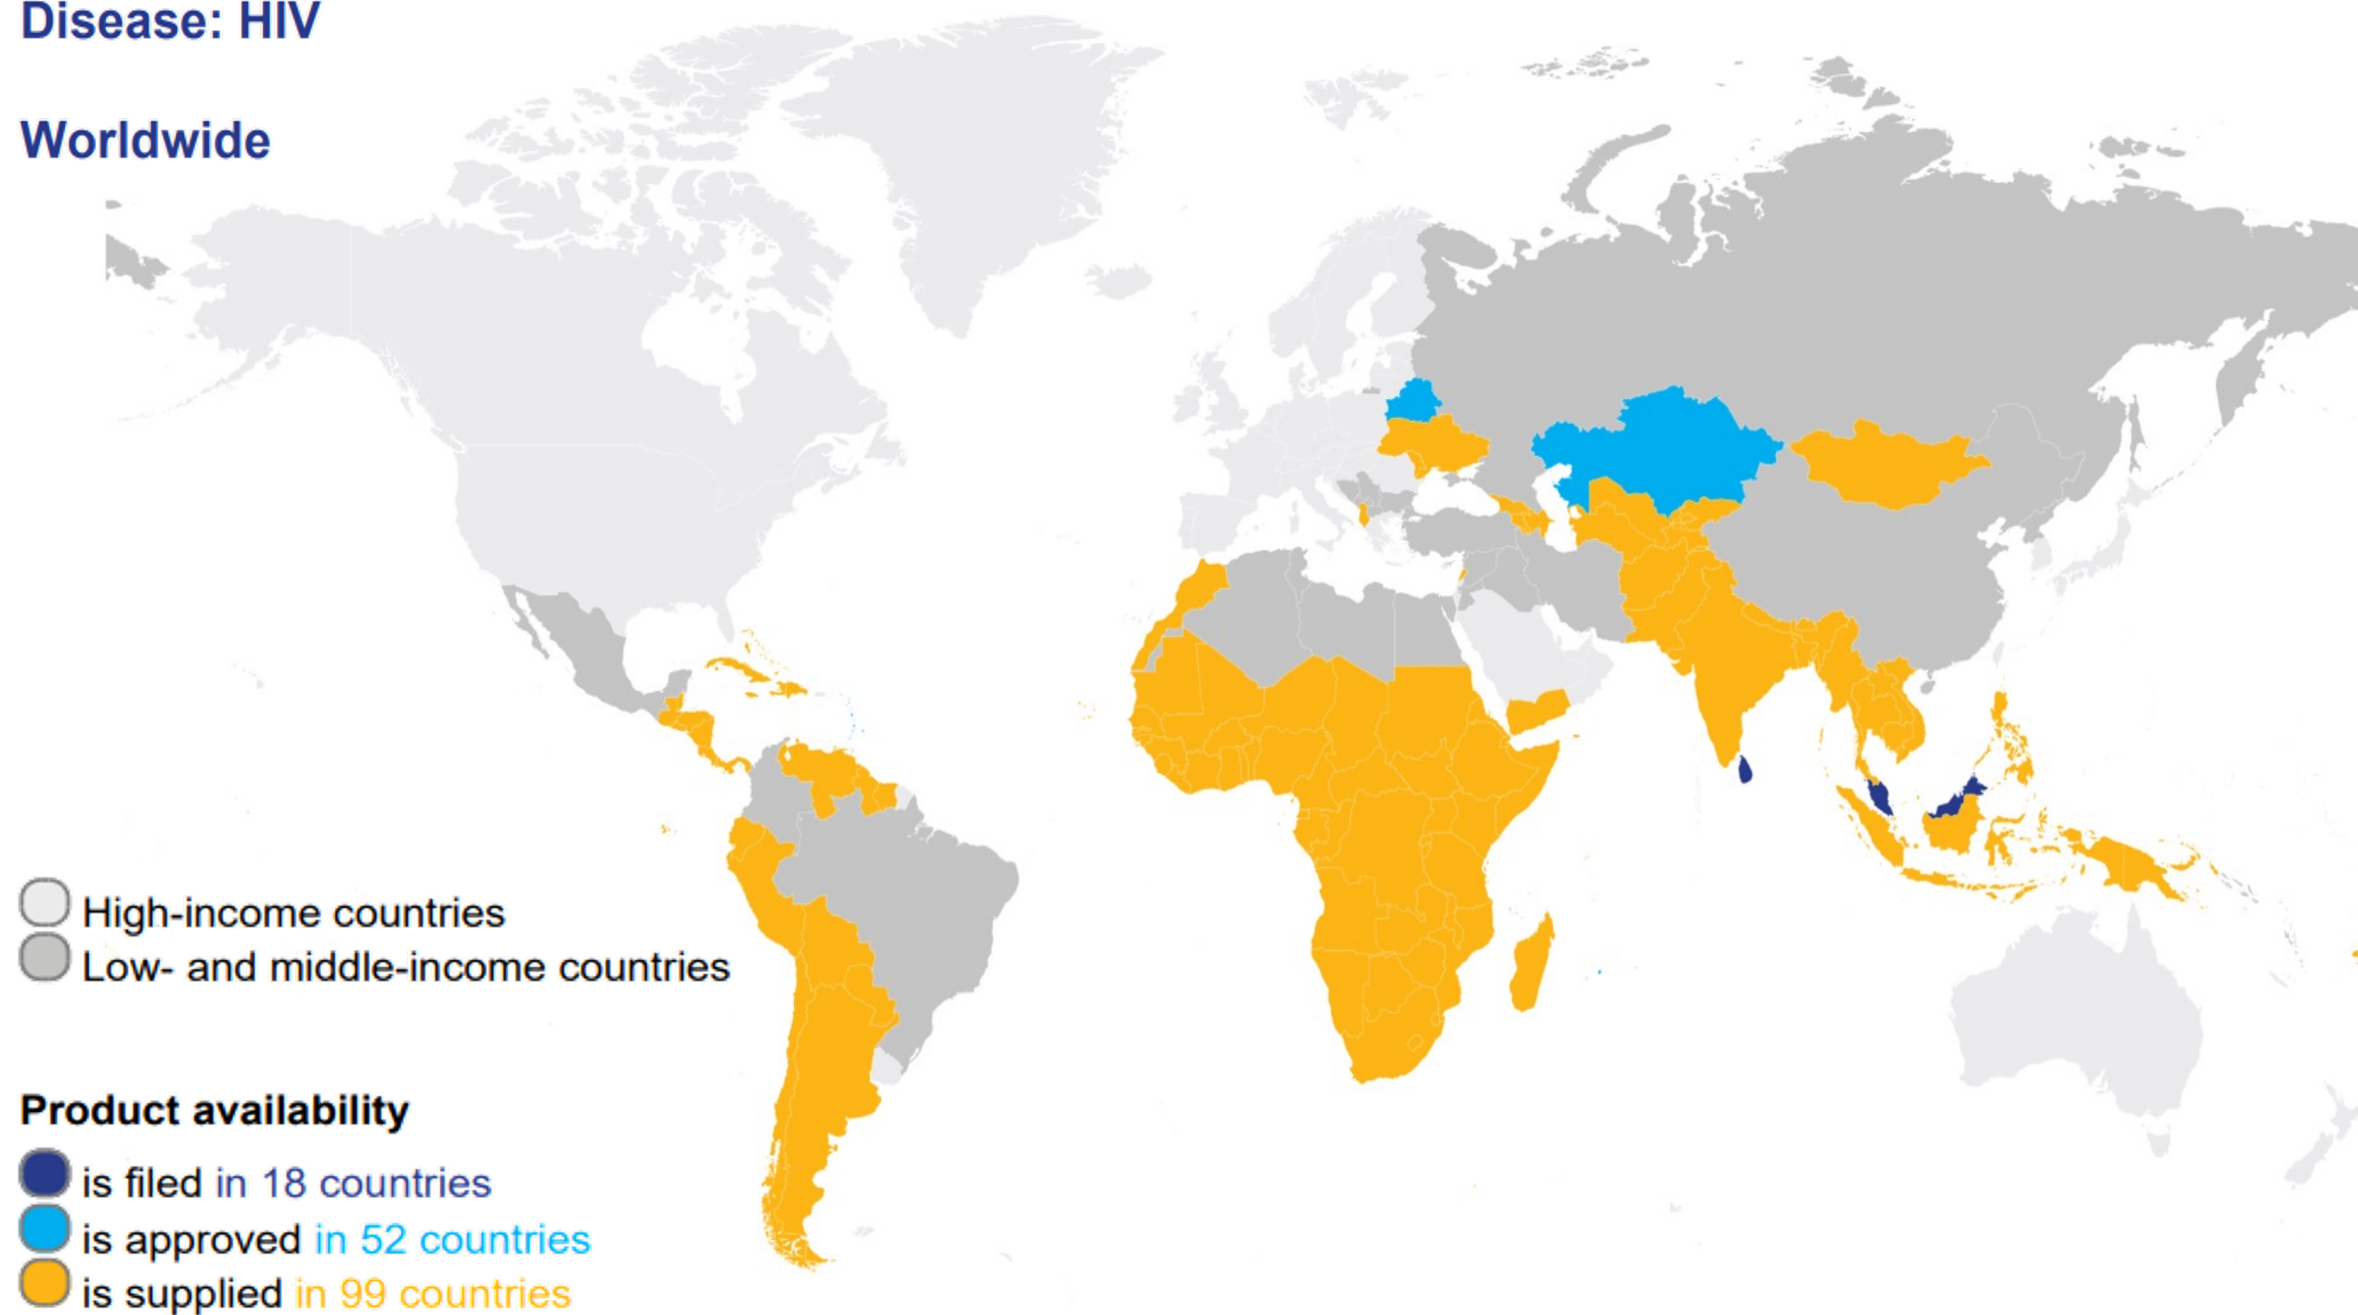 Disease: HIV
Worldwide
High-income countries
Low- and middle-income countries
Product availability
is filed in 18 countries
is approved in 52 countries
is supplied in 99 countries